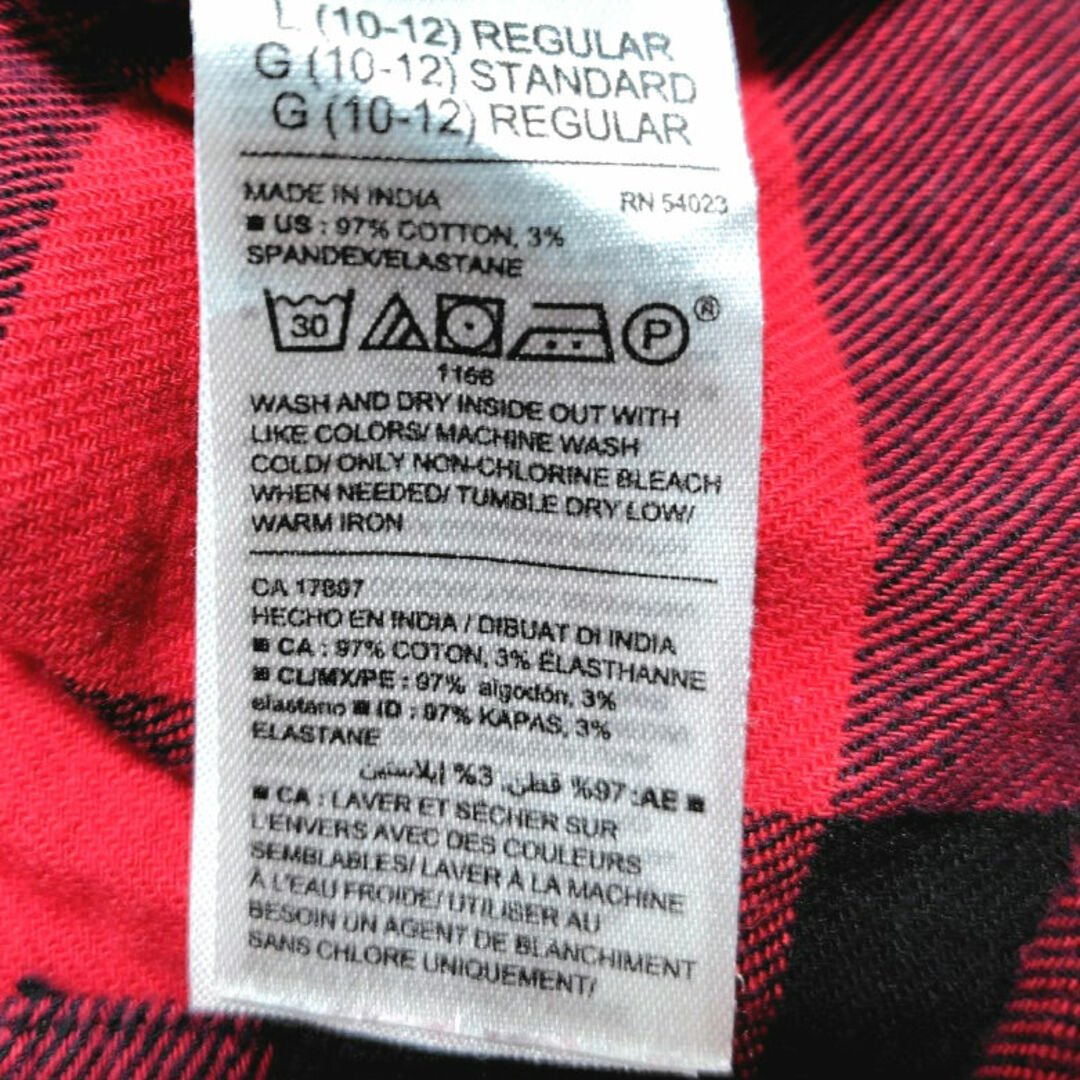 L (10-12) REGULAR
G (10-12) STANDARD
G (10-12) REGULAR
MADE IN INDIA RN 54023
■ US : 97% COTTON, 3%
SPANDEX/ELASTANE
30 P ®
1166
WASH AND DRY INSIDE OUT WITH
LIKE COLORS/ MACHINE WASH
COLD/ ONLY NON-CHLORINE BLEACH
WHEN NEEDED/ TUMBLE DRY LOW/
WARM IRON
CA 17897
HECHO EN INDIA / DIBUAT DI INDIA
■ CA : 97% COTON, 3% ÉLASTHANNE
■ CL/MX/PE : 97% algodón, 3%
elastano ■ ID : 97% KAPAS, 3%
ELASTANE
■ AE: 97% قطن, 3% إيلاستين
■ CA : LAVER ET SÉCHER SUR
L'ENVERS AVEC DES COULEURS
SEMBLABLES/ LAVER À LA MACHINE
À L'EAU FROIDE/ UTILISER AU
BESOIN UN AGENT DE BLANCHIMENT
SANS CHLORE UNIQUEMENT/